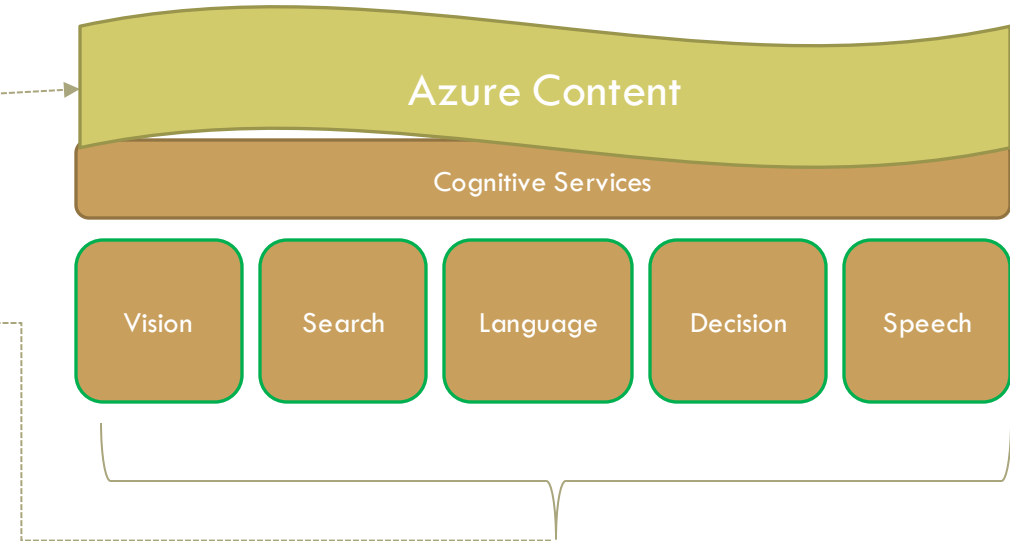 Azure Content
Cognitive Services
Vision
Search
Language
Decision
Speech